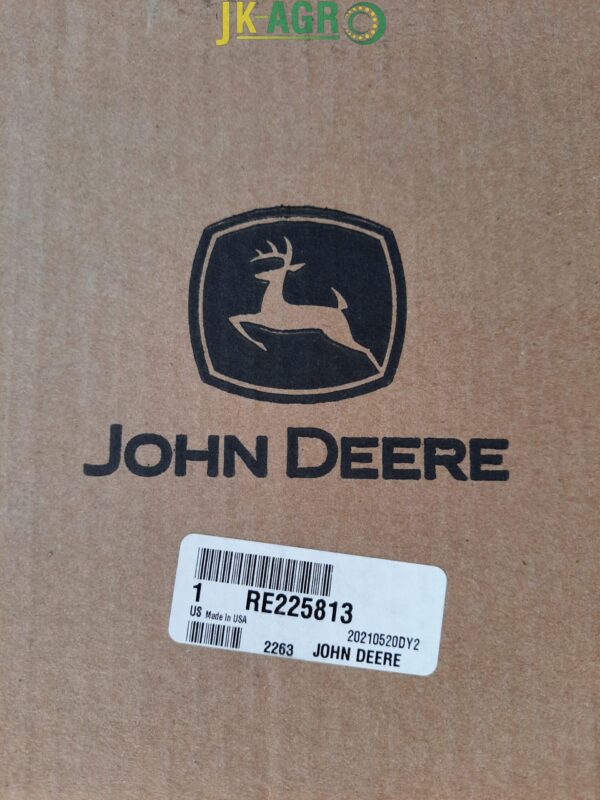 JK-AGRO
JOHN DEERE
1 RE225813
US Made in USA
20210520DY2
2263 JOHN DEERE